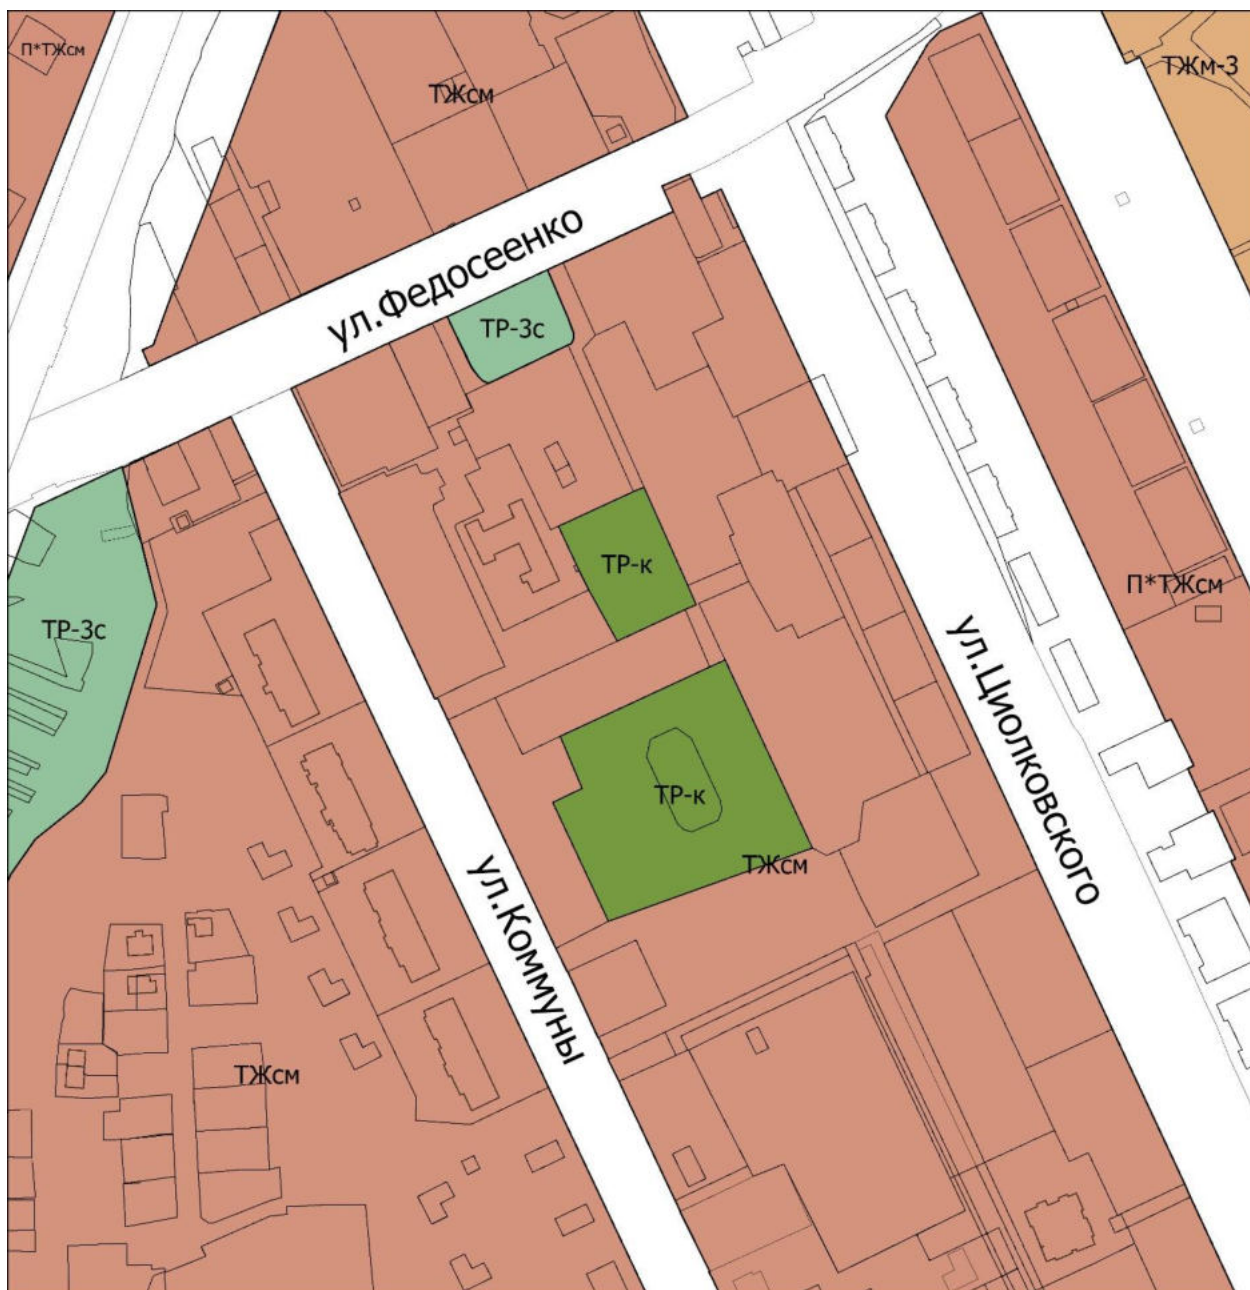 П*ТЖсм
ТЖсм
ТЖм-3
ул.Федосеенко
ТР-3с
ТР-к
П*ТЖсм
ТР-3с
ул.Циолковского
ТР-к
ТЖсм
ул.Коммуны
ТЖсм